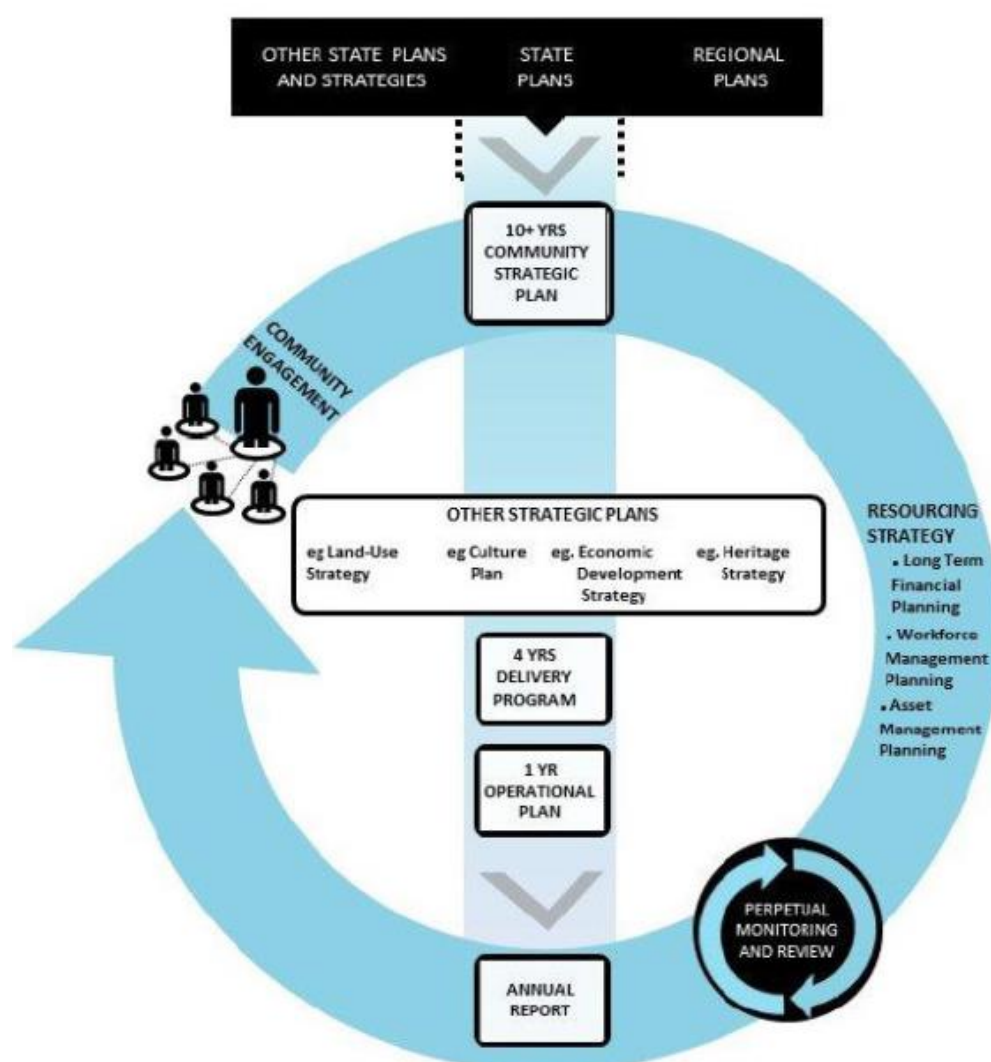 OTHER STATE PLANS
AND STRATEGIES
STATE
PLANS
REGIONAL
PLANS
10+ YRS
COMMUNITY
STRATEGIC
PLAN
COMMUNITY
ENGAGEMENT
OTHER STRATEGIC PLANS
eg Land-Use
Strategy
eg Culture
Plan
eg. Economic
Development
Strategy
eg. Heritage
Strategy
RESOURCING
STRATEGY
• Long Term
Financial
Planning
• Workforce
Management
Planning
• Asset
Management
Planning
4 YRS
DELIVERY
PROGRAM
1 YR
OPERATIONAL
PLAN
PERPETUAL
MONITORING
AND REVIEW
ANNUAL
REPORT